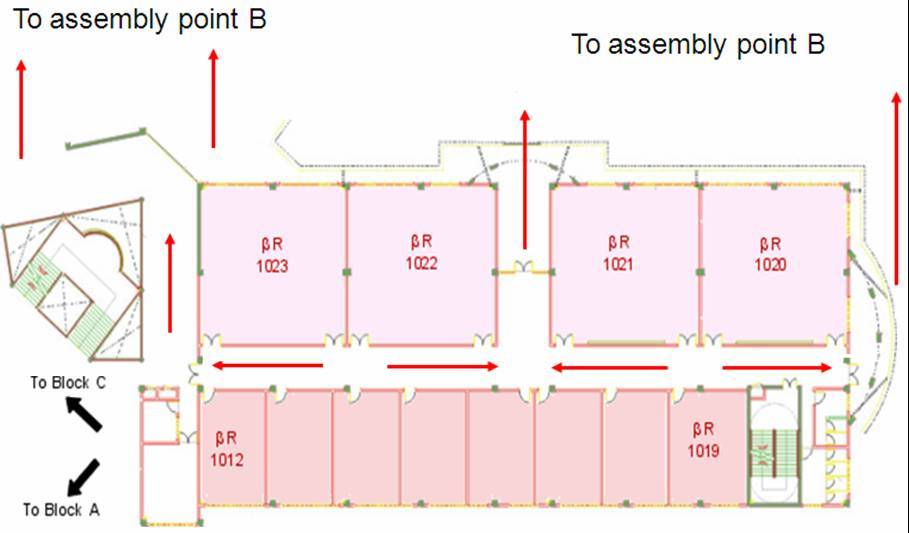 To assembly point B
To assembly point B
βR
1023
βR
1022
βR
1021
βR
1020
To Block C
βR
1012
βR
1019
To Block A